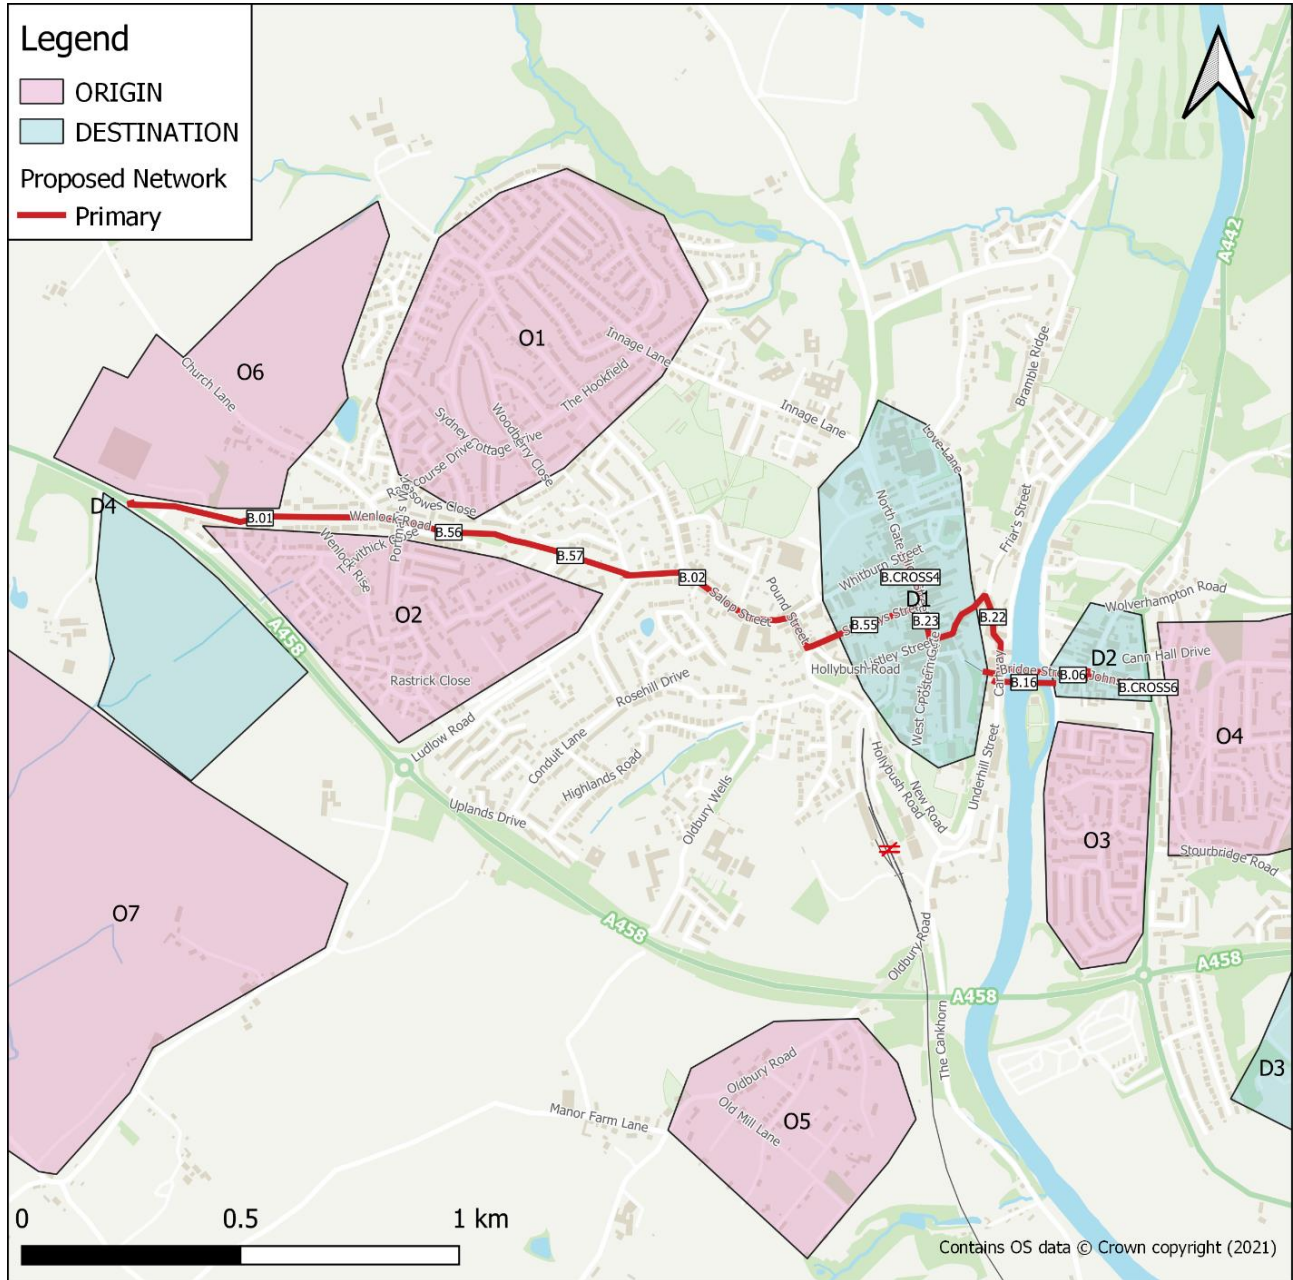 Legend
ORIGIN
DESTINATION
Proposed Network
Primary
A442
O1
O6
Church Lane
Innage Lane
The Hookfield
Bramble Ridge
Innage Lane
Woodberry Close
Sydney Cottage Drive
Love Lane
Friar's Street
North Gate
D4
B.01
Wenlock Road
B.56
B.57
Wenlock Rise
B.02
Salop Street
Pound Street
Whitburn Street
B.CROSS4
D1
B.55
B.23
B.22
Wolverhampton Road
O2
Rastrick Close
A458
Listley Street
Hollybush Road
D2
Cann Hall Drive
B.06
B.16
B.CROSS6
Rosehill Drive
Ludlow Road
Conduit Lane
Highlands Road
Underhill Street
O4
Hollybush Road
New Road
Oldbury Wells
Uplands Drive
O3
Stourbridge Road
O7
A458
Oldbury Road
A458
A458
The Cankhorn
Oldbury Road
D3
Old Mill Lane
O5
Manor Farm Lane
0 0.5 1 km
Contains OS data © Crown copyright (2021)